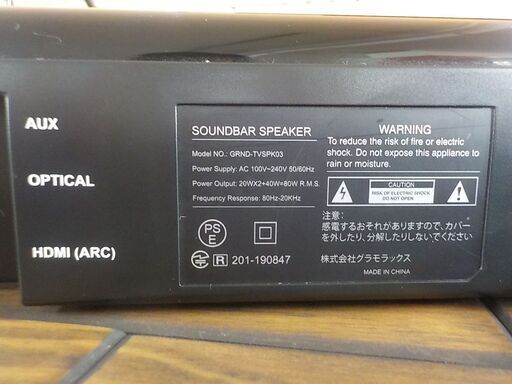 AUX
OPTICAL
HDMI (ARC)
SOUNDBAR SPEAKER
Model NO.: GRND-TVSPK03
Power Supply: AC 100V~240V 50/60Hz
Power Output: 20WX2+40W=80W R.M.S.
Frequency Response: 80Hz-20KHz
PS
E
R 201-190847
WARNING
To reduce the risk of fire or electric
shock. Do not expose this appliance to
rain or moisture.
CAUTION
RISK OF ELECTRIC SHOCK
DO NOT OPEN
注意:
感電するおそれがありますので、カバー
を外したり、分解したりしないでください
株式会社グラモラックス
MADE IN CHINA